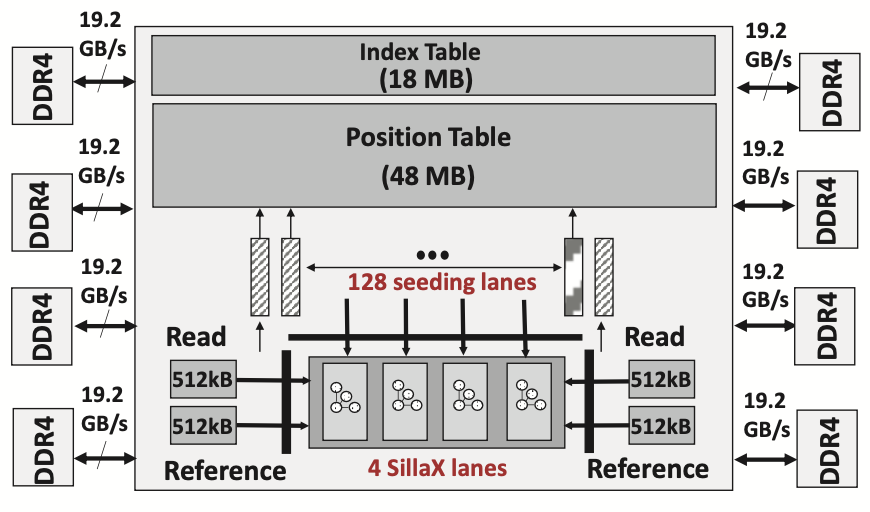 19.2
GB/s
DDR4
19.2
GB/s
DDR4
19.2
GB/s
DDR4
19.2
GB/s
DDR4
Index Table
(18 MB)
Position Table
(48 MB)
•••
128 seeding lanes
Read
512kB
512kB
Reference
4 SillaX lanes
Read
512kB
512kB
Reference
19.2
GB/s
DDR4
19.2
GB/s
DDR4
19.2
GB/s
DDR4
19.2
GB/s
DDR4